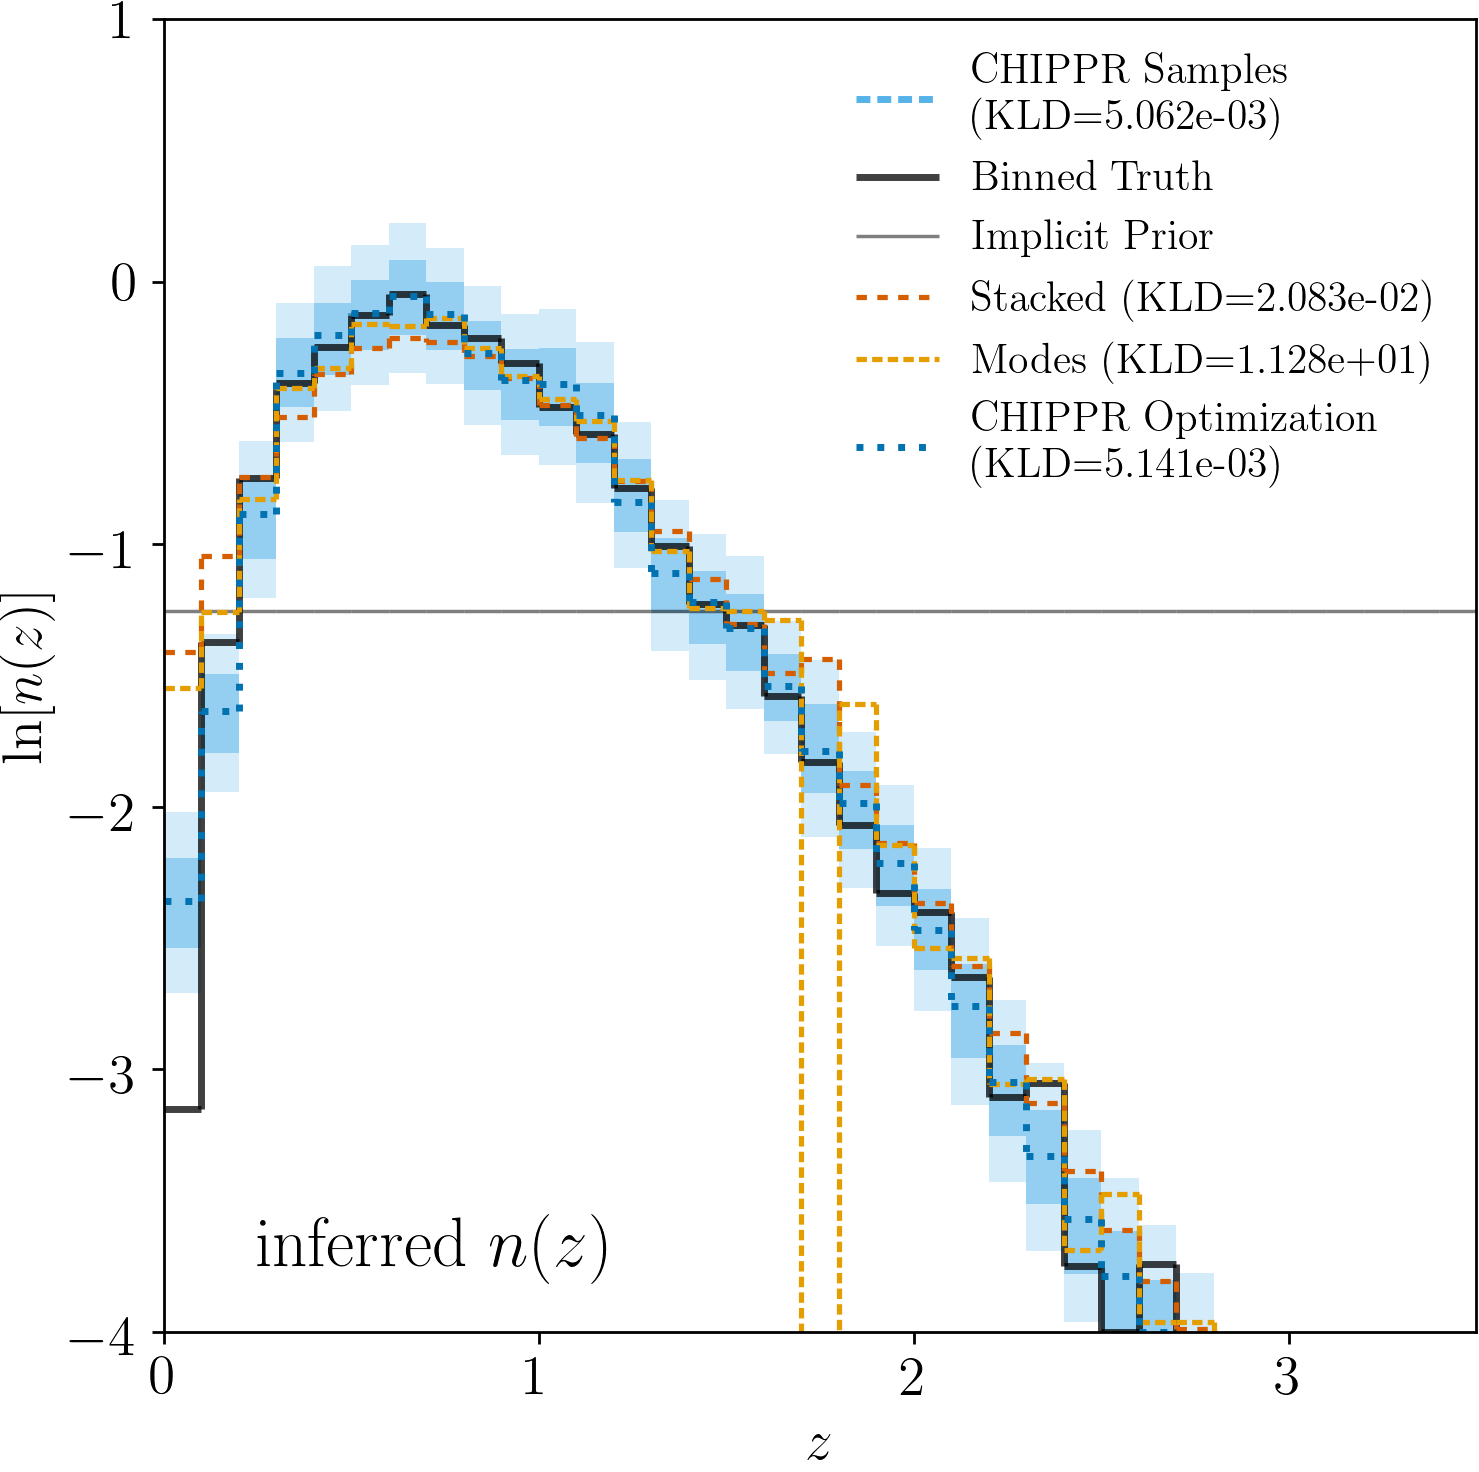 1
0
−1
−2
−3
−4
ln[n(z)]
CHIPPR Samples
(KLD=5.062e-03)
Binned Truth
Implicit Prior
Stacked (KLD=2.083e-02)
Modes (KLD=1.128e+01)
CHIPPR Optimization
(KLD=5.141e-03)
inferred n(z)
0 1 2 3
z